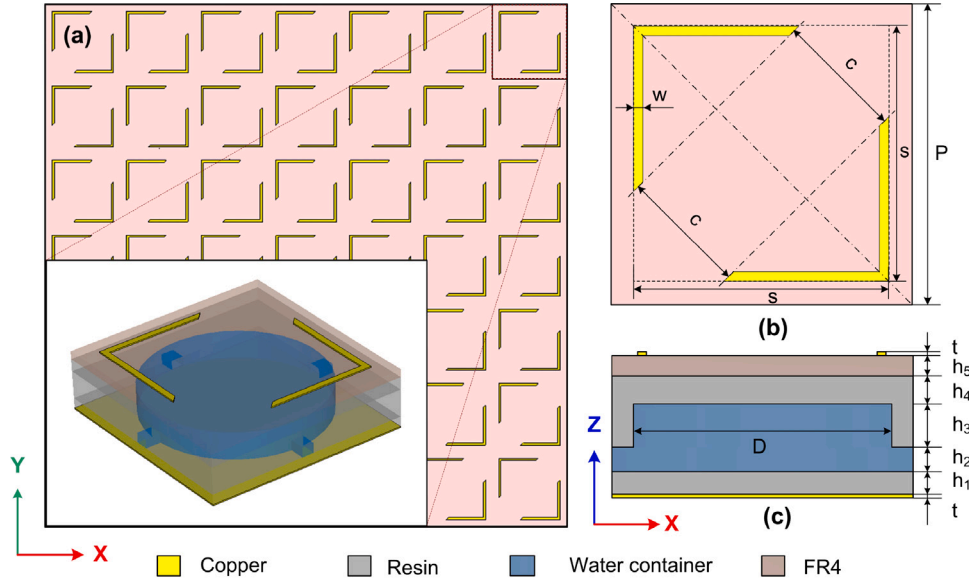 (a)
w
c
c
s
s
P
(b)
t
h5
h4
h3
D
h2
h1
t
Z
X
(c)
Y
X
Copper
Resin
Water container
FR4